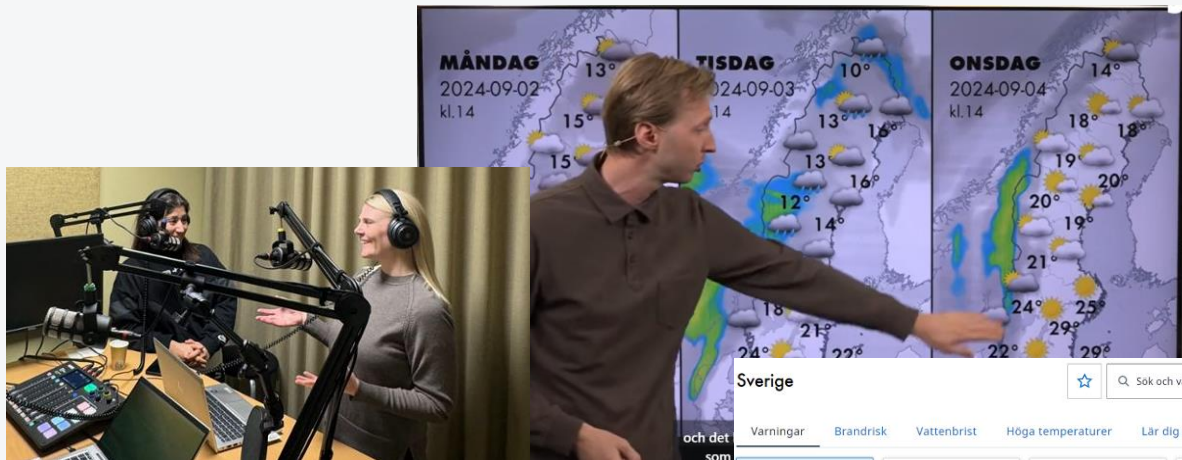 MÅNDAG
2024-09-02
kl.14
13°
15°
15
TISDAG
24-09-03
14
10°
13°
16°
13
16°
12°
14°
18
21°
24°
22°
ONSDAG
2024-09-04
kl.14
14°
18°
18°
19°
20°
20°
19°
21°
24°
25°
29°
22°
29°
och det
som
Sverige
Sök och v
Varningar
Brandrisk
Vattenbrist
Höga temperaturer
Lär dig